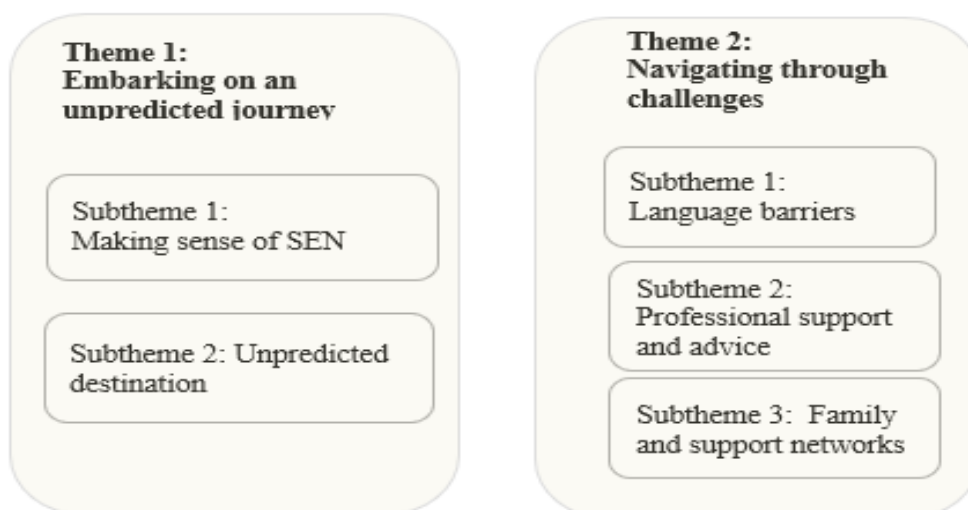 Theme 1:
Embarking on an
unpredicted journey
Subtheme 1:
Making sense of SEN
Subtheme 2: Unpredicted
destination
Theme 2:
Navigating through
challenges
Subtheme 1:
Language barriers
Subtheme 2:
Professional support
and advice
Subtheme 3:  Family
and support networks